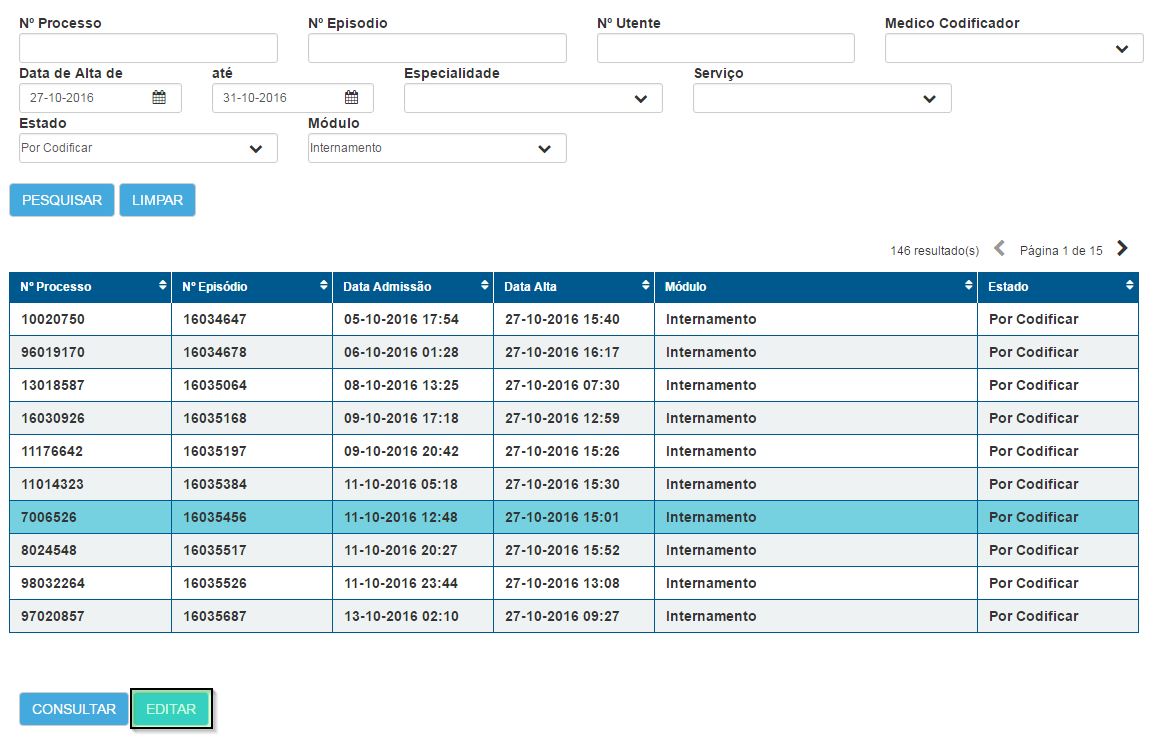 Nº Processo Nº Episodio Nº Utente Medico Codificador
Data de Alta de até Especialidade Serviço
27-10-2016 31-10-2016
Estado Módulo
Por Codificar Internamento
PESQUISAR LIMPAR
146 resultado(s) Página 1 de 15
Nº Processo Nº Episódio Data Admissão Data Alta Módulo Estado
10020750 16034647 05-10-2016 17:54 27-10-2016 15:40 Internamento Por Codificar
96019170 16034678 06-10-2016 01:28 27-10-2016 16:17 Internamento Por Codificar
13018587 16035064 08-10-2016 13:25 27-10-2016 07:30 Internamento Por Codificar
16030926 16035168 09-10-2016 17:18 27-10-2016 12:59 Internamento Por Codificar
11176642 16035197 09-10-2016 20:42 27-10-2016 15:26 Internamento Por Codificar
11014323 16035384 11-10-2016 05:18 27-10-2016 15:30 Internamento Por Codificar
7006526 16035456 11-10-2016 12:48 27-10-2016 15:01 Internamento Por Codificar
8024548 16035517 11-10-2016 20:27 27-10-2016 15:52 Internamento Por Codificar
98032264 16035526 11-10-2016 23:44 27-10-2016 13:08 Internamento Por Codificar
97020857 16035687 13-10-2016 02:10 27-10-2016 09:27 Internamento Por Codificar
CONSULTAR EDITAR